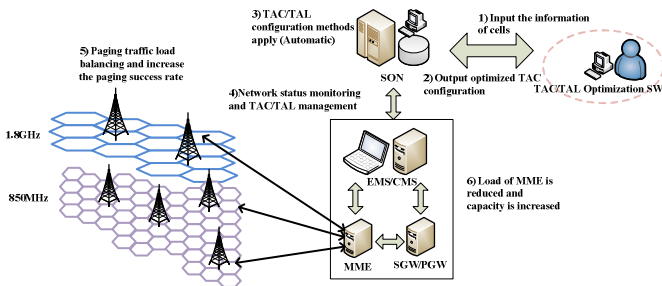 3) TAC/TAL
configuration methods
apply (Automatic)
1) Input the information
of cells
5) Paging traffic load
balancing and increase
the paging success rate
SON
2) Output optimized TAC
configuration
TAC/TAL Optimization SW
4)Network status monitoring
and TAC/TAL management
1.8GHz
850MHz
EMS/CMS
6) Load of MME is
reduced and
capacity is increased
MME
SGW/PGW